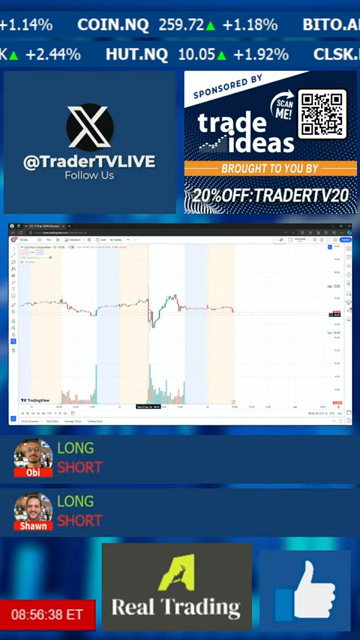 +1.14% COIN.NQ 259.72▲ +1.18% BITO.A
K▲ +2.44% HUT.NQ 10.05▲ +1.92% CLSK.
SPONSORED BY
SCAN ME!
trade ideas
BROUGHT TO YOU BY
20%OFF:TRADERTV20
@TraderTVLIVE
Follow Us
TradingView
Obi
LONG
SHORT
Shawn
LONG
SHORT
08:56:38 ET
Real Trading